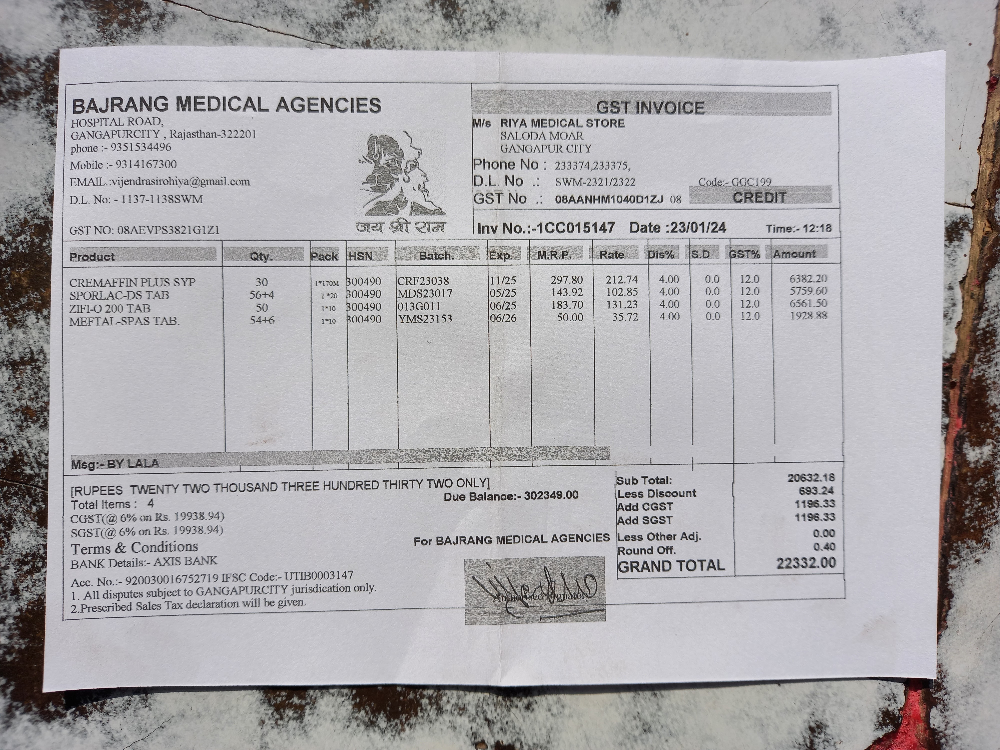 BAJRANG MEDICAL AGENCIES
HOSPITAL ROAD,
GANGAPURCITY , Rajasthan-322201
phone :- 9351534496
Mobile :- 9314167300
EMAIL :vijendrasirohiya@gmail.com
D.L. No: - 1137-1138SWM
GST NO: 08AEVPS3821G1Z1
जय श्री राम
GST INVOICE
M/s RIYA MEDICAL STORE
SALODA MOAR
GANGAPUR CITY
Phone No : 233374,233375,
D.L. No .: SWM-2321/2322 Code:- GGC199
GST No .: 08AANHM1040D1ZJ 08 CREDIT
Inv No.:-1CC015147 Date :23/01/24 Time:- 12:18
Product Qty. Pack HSN Batch. Exp. M.R.P. Rate Dis% S.D GST% Amount
CREMAFFIN PLUS SYP 30 1*170ML 300490 CRF23038 11/25 297.80 212.74 4.00 0.0 12.0 6382.20
SPORLAC-DS TAB 56+4 1*20 300490 MDS23017 05/25 143.92 102.85 4.00 0.0 12.0 5759.60
ZIFI-O 200 TAB 50 1*10 300490 013G011 06/25 183.70 131.23 4.00 0.0 12.0 6561.50
MEFTAL-SPAS TAB. 54+6 1*10 300490 YMS23153 06/26 50.00 35.72 4.00 0.0 12.0 1928.88
Msg:- BY LALA
[RUPEES TWENTY TWO THOUSAND THREE HUNDRED THIRTY TWO ONLY]
Total Items : 4 Due Balance:- 302349.00
CGST(@ 6% on Rs. 19938.94)
SGST(@ 6% on Rs. 19938.94)
Terms & Conditions
BANK Details:- AXIS BANK
Acc. No.:- 920030016752719 IFSC Code:- UTIB0003147
1. All disputes subject to GANGAPURCITY jurisdication only.
2.Prescribed Sales Tax declaration will be given.
For BAJRANG MEDICAL AGENCIES
Sub Total: 20632.18
Less Discount 693.24
Add CGST 1196.33
Add SGST 1196.33
Less Other Adj. 0.00
Round Off. 0.40
GRAND TOTAL 22332.00